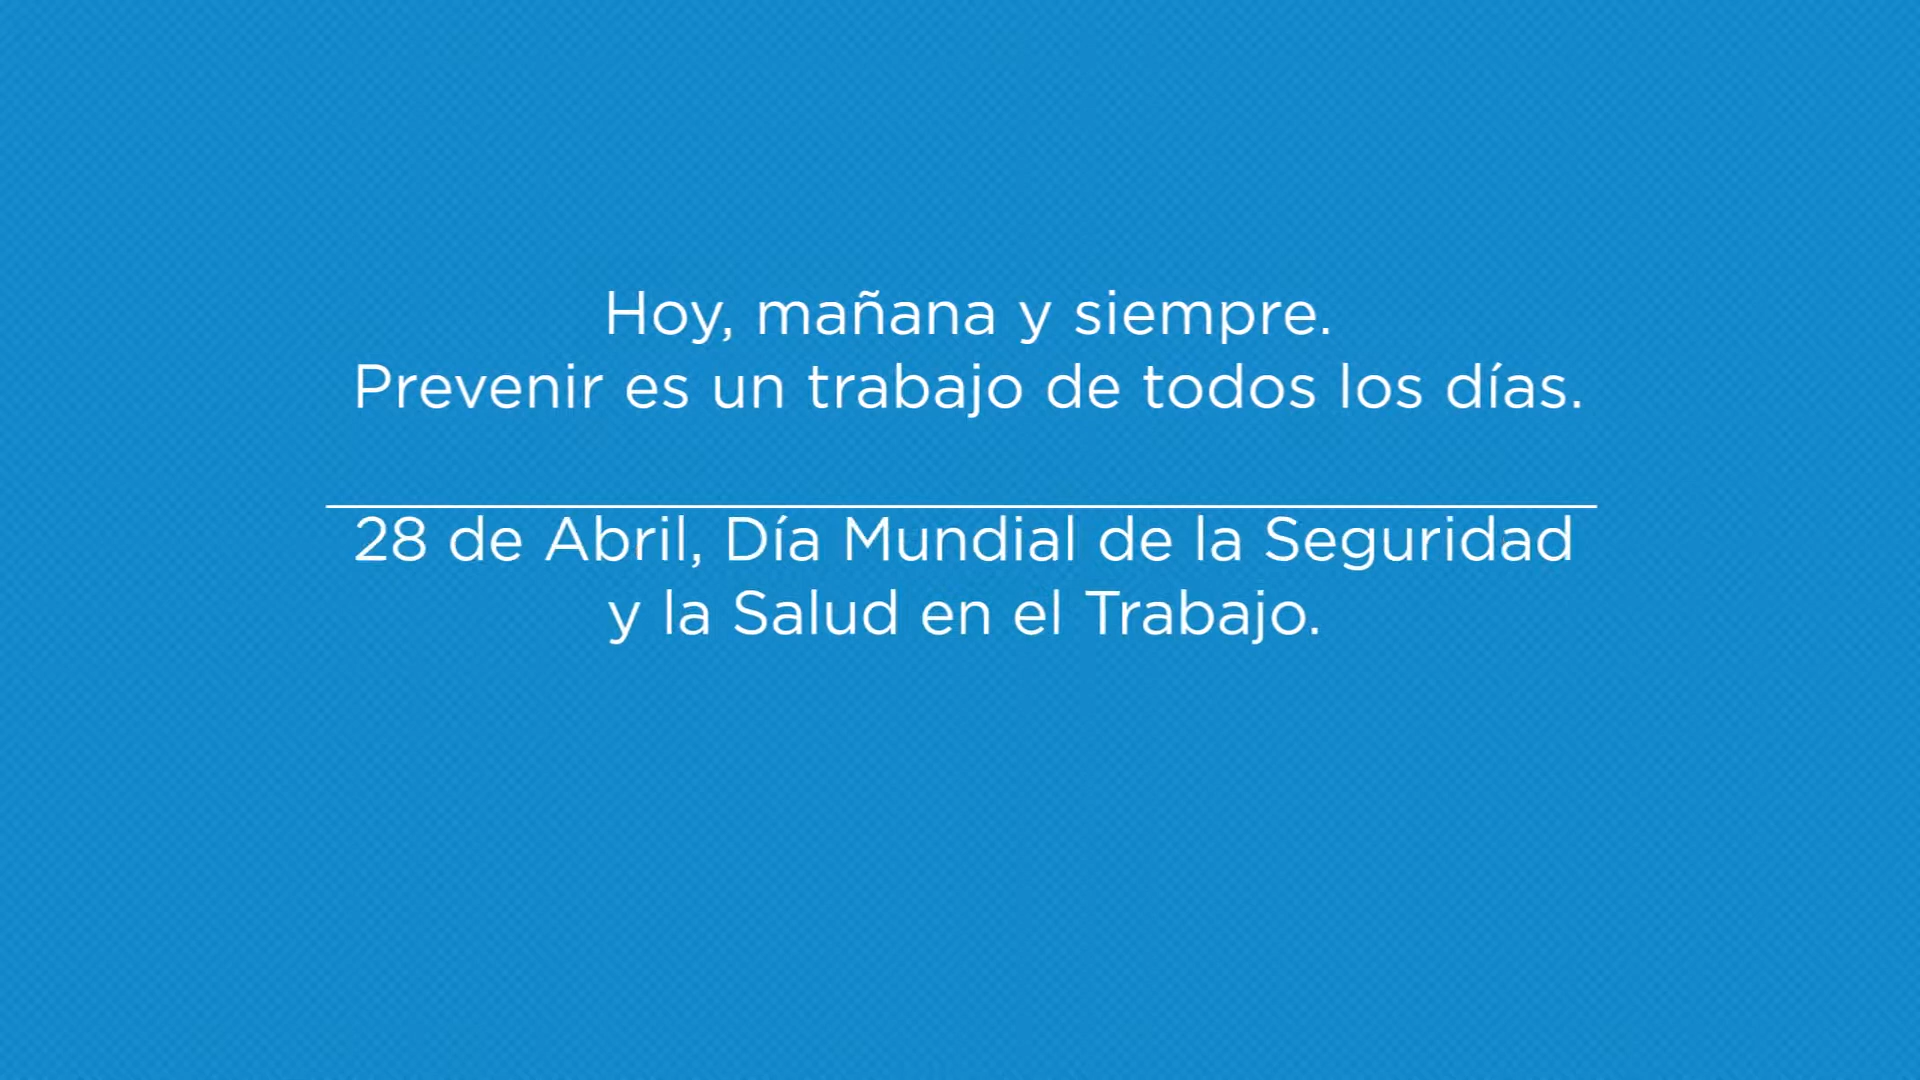 Hoy, mañana y siempre.
Prevenir es un trabajo de todos los días.
28 de Abril, Día Mundial de la Seguridad
y la Salud en el Trabajo.